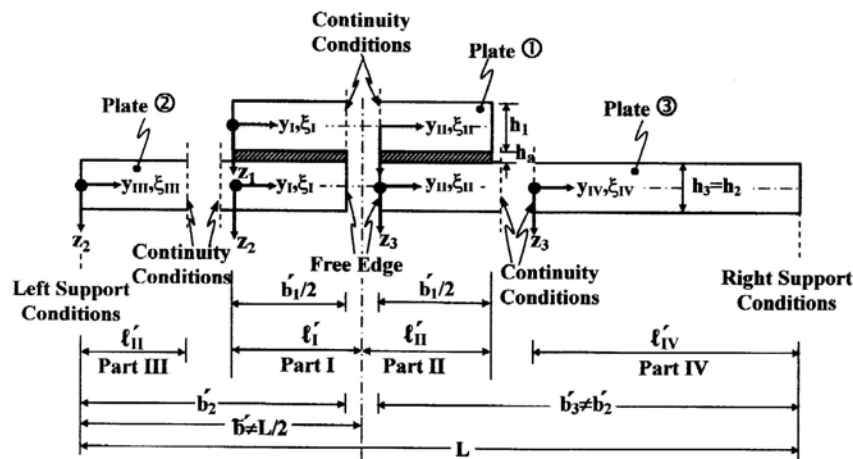 Continuity
Conditions
Plate ①
Plate ②
Plate ③
y_I,ξ_I
y_II,ξ_II
h_1
h_a
z_1
y_III,ξ_III
y_I,ξ_I
y_II,ξ_II
y_IV,ξ_IV
h_3=h_2
z_2
z_2
z_3
z_3
Continuity
Conditions
Free Edge
Continuity
Conditions
Left Support
Conditions
Right Support
Conditions
b́_1/2
b́_1/2
ℓ′_II
ℓ′_I
ℓ′_II
ℓ′_IV
Part III
Part I
Part II
Part IV
b́_2
b́_3≠b́_2
b́≠L/2
L